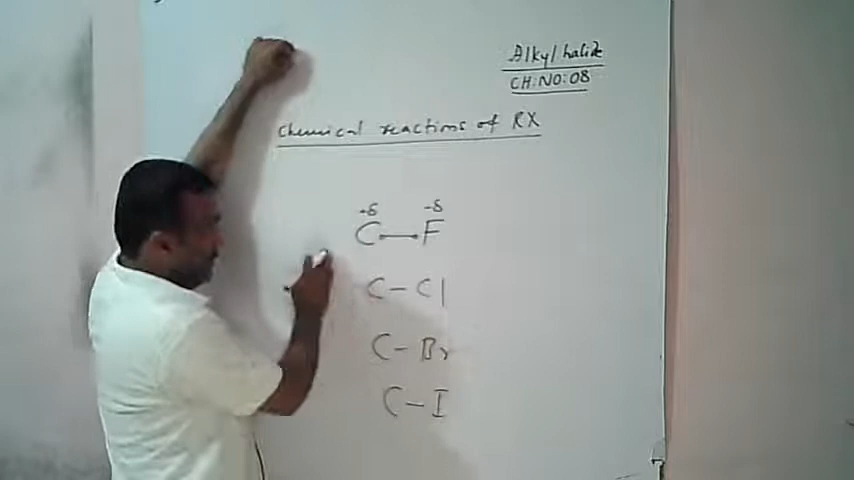 Alkyl halide
CH:NO:08
Chemical reactions of RX
-δ -δ
C—F
C-Cl
C-Br
C-I